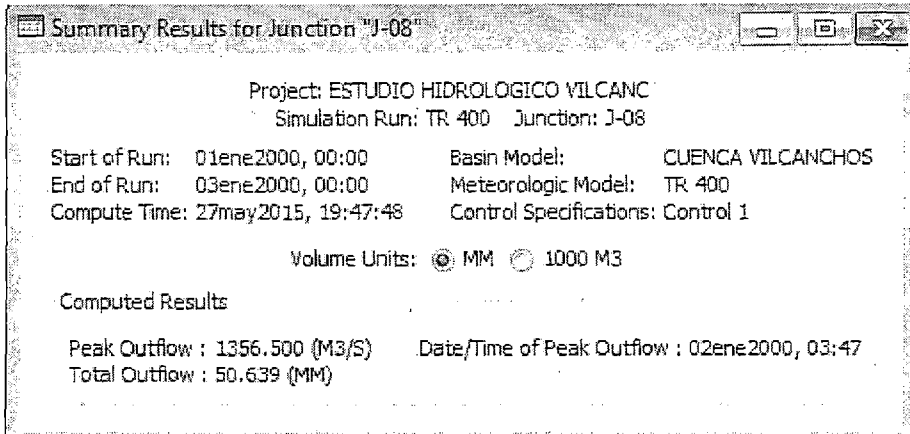 Summary Results for Junction "J-08"
Project: ESTUDIO HIDROLOGICO VILCANC
Simulation Run: TR 400 Junction: J-08
Start of Run: 01ene2000, 00:00 Basin Model: CUENCA VILCANCHOS
End of Run: 03ene2000, 00:00 Meteorologic Model: TR 400
Compute Time: 27may2015, 19:47:48 Control Specifications: Control 1
Volume Units: MM 1000 M3
Computed Results
Peak Outflow : 1356.500 (M3/S) Date/Time of Peak Outflow : 02ene2000, 03:47
Total Outflow : 50.639 (MM)